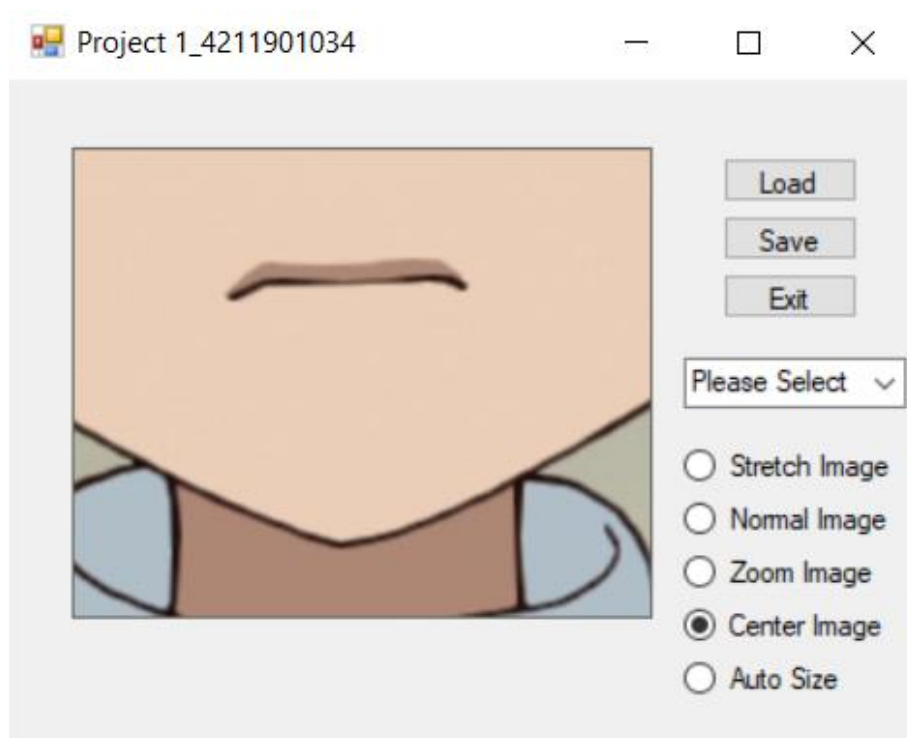 Project 1_4211901034
Load
Save
Exit
Please Select
Stretch Image
Normal Image
Zoom Image
Center Image
Auto Size